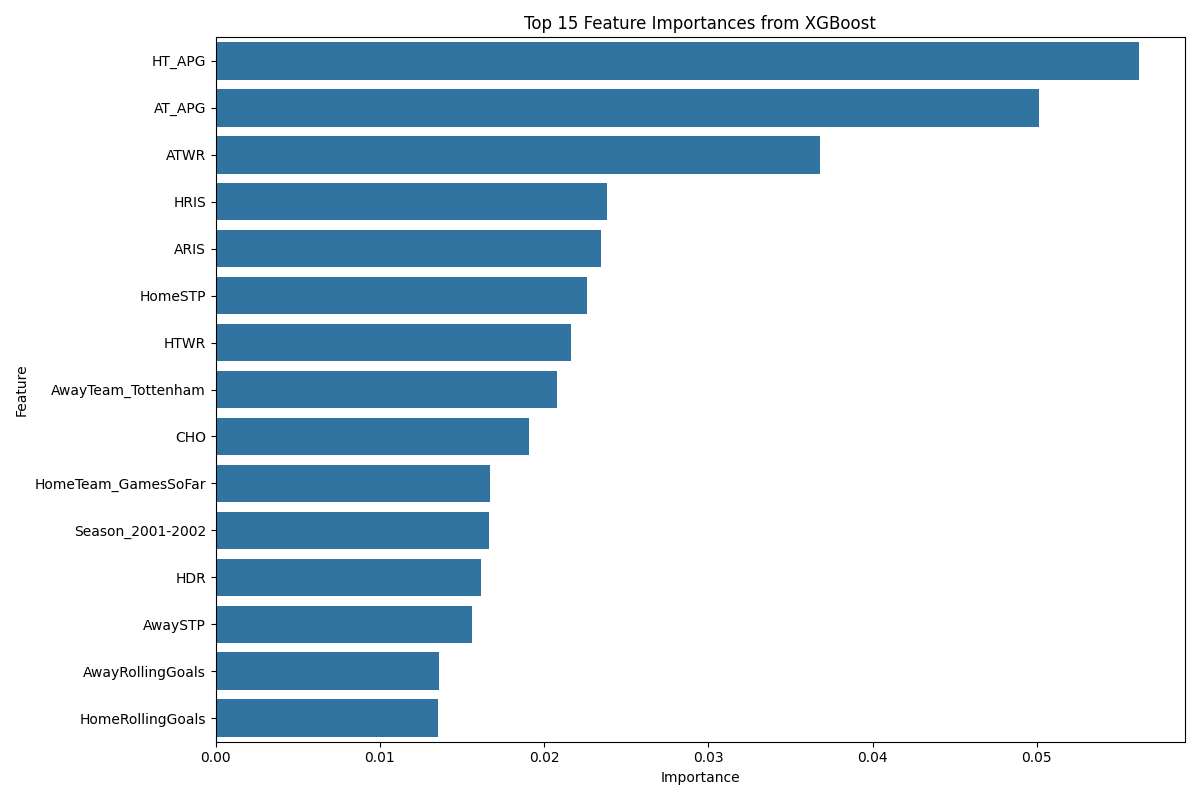 Top 15 Feature Importances from XGBoost
HT_APG
AT_APG
ATWR
HRIS
ARIS
HomeSTP
HTWR
AwayTeam_Tottenham
CHO
HomeTeam_GamesSoFar
Season_2001-2002
HDR
AwaySTP
AwayRollingGoals
HomeRollingGoals
Feature
0.00 0.01 0.02 0.03 0.04 0.05
Importance